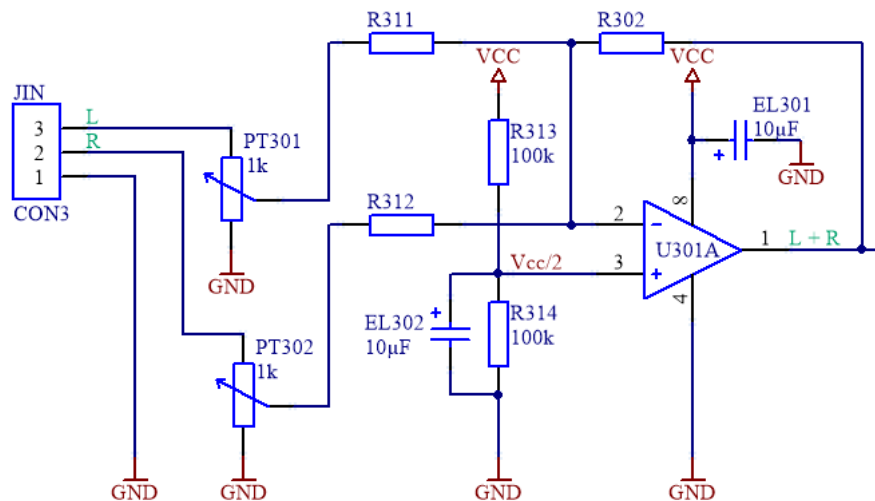 R311
R302
VCC
VCC
JIN
EL301
10µF
L
3
PT301
1k
R313
100k
R
2
GND
1
R312
8
CON3
2
U301A
1
L + R
Vcc/2
3
GND
4
EL302
10µF
R314
100k
PT302
1k
GND
GND
GND
GND